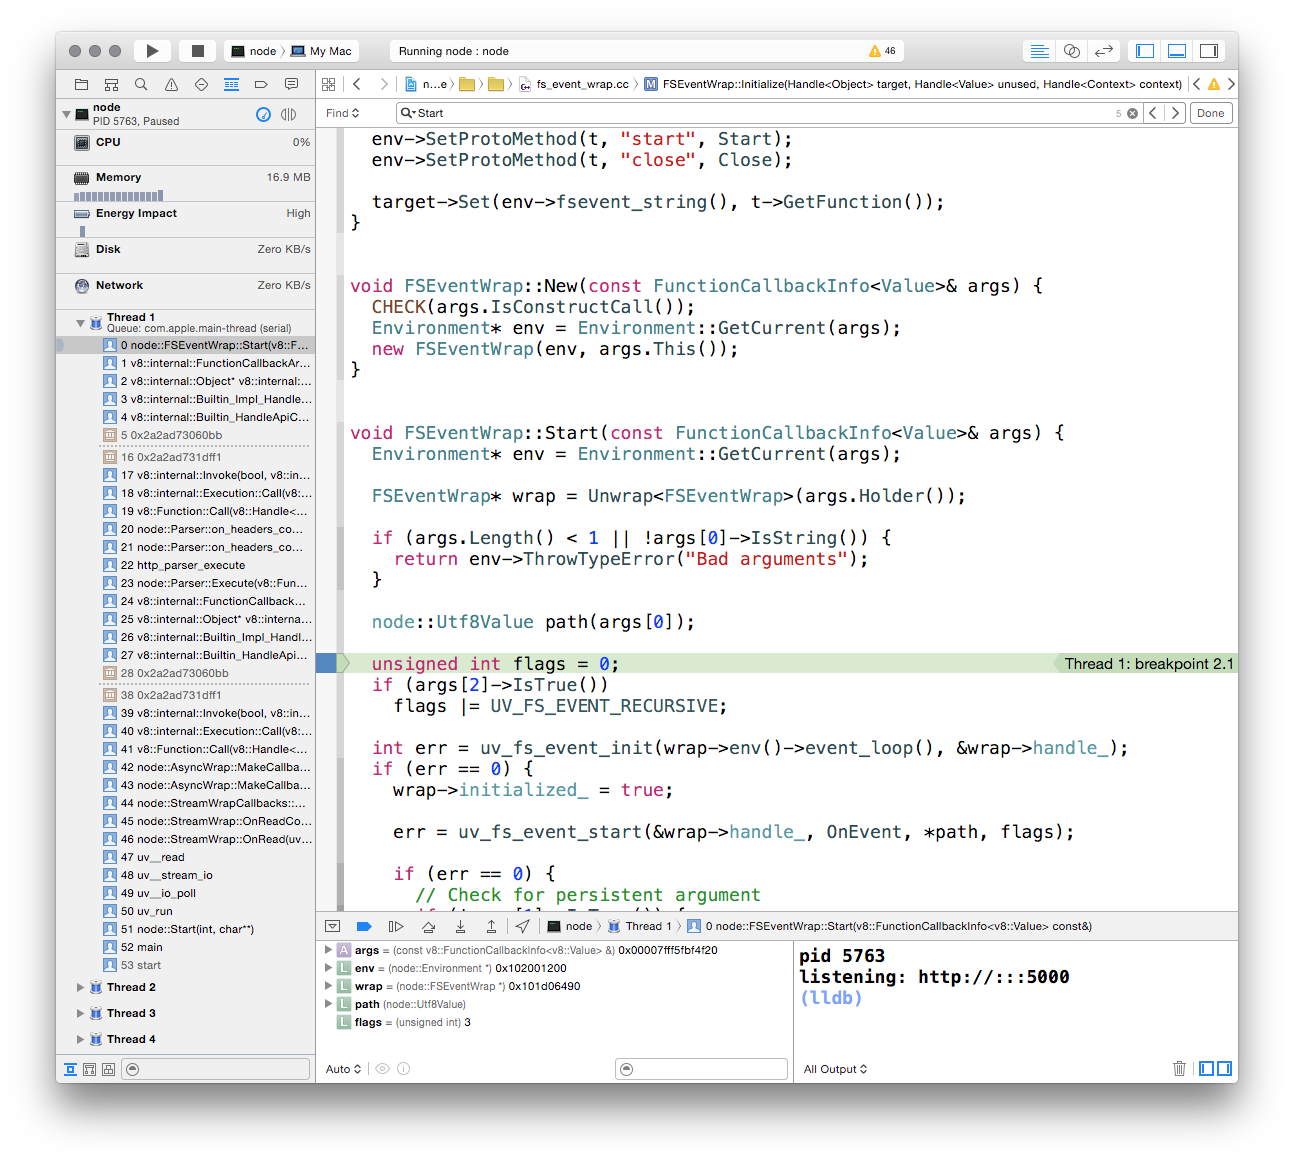 node My Mac
Running node : node
46
n...e fs_event_wrap.cc M FSEventWrap::Initialize(Handle<Object> target, Handle<Value> unused, Handle<Context> context)
Find Start 5 Done
node
PID 5763, Paused
CPU 0%
Memory 16.9 MB
Energy Impact High
Disk Zero KB/s
Network Zero KB/s
Thread 1
Queue: com.apple.main-thread (serial)
0 node::FSEventWrap::Start(v8::F...
1 v8::internal::FunctionCallbackAr...
2 v8::internal::Object* v8::internal:...
3 v8::internal::Builtin_Impl_Handle...
4 v8::internal::Builtin_HandleApiC...
5 0x2a2ad73060bb
16 0x2a2ad731dff1
17 v8::internal::Invoke(bool, v8::in...
18 v8::internal::Execution::Call(v8:...
19 v8::Function::Call(v8::Handle<...
20 node::Parser::on_headers_co...
21 node::Parser::on_headers_co...
22 http_parser_execute
23 node::Parser::Execute(v8::Fun...
24 v8::internal::FunctionCallback...
25 v8::internal::Object* v8::interna...
26 v8::internal::Builtin_Impl_Handl...
27 v8::internal::Builtin_HandleApi...
28 0x2a2ad73060bb
38 0x2a2ad731dff1
39 v8::internal::Invoke(bool, v8::in...
40 v8::internal::Execution::Call(v8:...
41 v8::Function::Call(v8::Handle<...
42 node::AsyncWrap::MakeCallba...
43 node::AsyncWrap::MakeCallba...
44 node::StreamWrapCallbacks::...
45 node::StreamWrap::OnReadCo...
46 node::StreamWrap::OnRead(uv...
47 uv__read
48 uv__stream_io
49 uv__io_poll
50 uv_run
51 node::Start(int, char**)
52 main
53 start
Thread 2
Thread 3
Thread 4
env->SetProtoMethod(t, "start", Start);
env->SetProtoMethod(t, "close", Close);
target->Set(env->fsevent_string(), t->GetFunction());
}
void FSEventWrap::New(const FunctionCallbackInfo<Value>& args) {
CHECK(args.IsConstructCall());
Environment* env = Environment::GetCurrent(args);
new FSEventWrap(env, args.This());
}
void FSEventWrap::Start(const FunctionCallbackInfo<Value>& args) {
Environment* env = Environment::GetCurrent(args);
FSEventWrap* wrap = Unwrap<FSEventWrap>(args.Holder());
if (args.Length() < 1 || !args[0]->IsString()) {
return env->ThrowTypeError("Bad arguments");
}
node::Utf8Value path(args[0]);
unsigned int flags = 0; Thread 1: breakpoint 2.1
if (args[2]->IsTrue())
flags |= UV_FS_EVENT_RECURSIVE;
int err = uv_fs_event_init(wrap->env()->event_loop(), &wrap->handle_);
if (err == 0) {
wrap->initialized_ = true;
err = uv_fs_event_start(&wrap->handle_, OnEvent, *path, flags);
if (err == 0) {
// Check for persistent argument
node Thread 1 0 node::FSEventWrap::Start(v8::FunctionCallbackInfo<v8::Value> const&)
A args = (const v8::FunctionCallbackInfo<v8::Value> &) 0x00007fff5fbf4f20
L env = (node::Environment *) 0x102001200
L wrap = (node::FSEventWrap *) 0x101d06490
L path (node::Utf8Value)
L flags = (unsigned int) 3
Auto
pid 5763
listening: http://:::5000
(lldb)
All Output